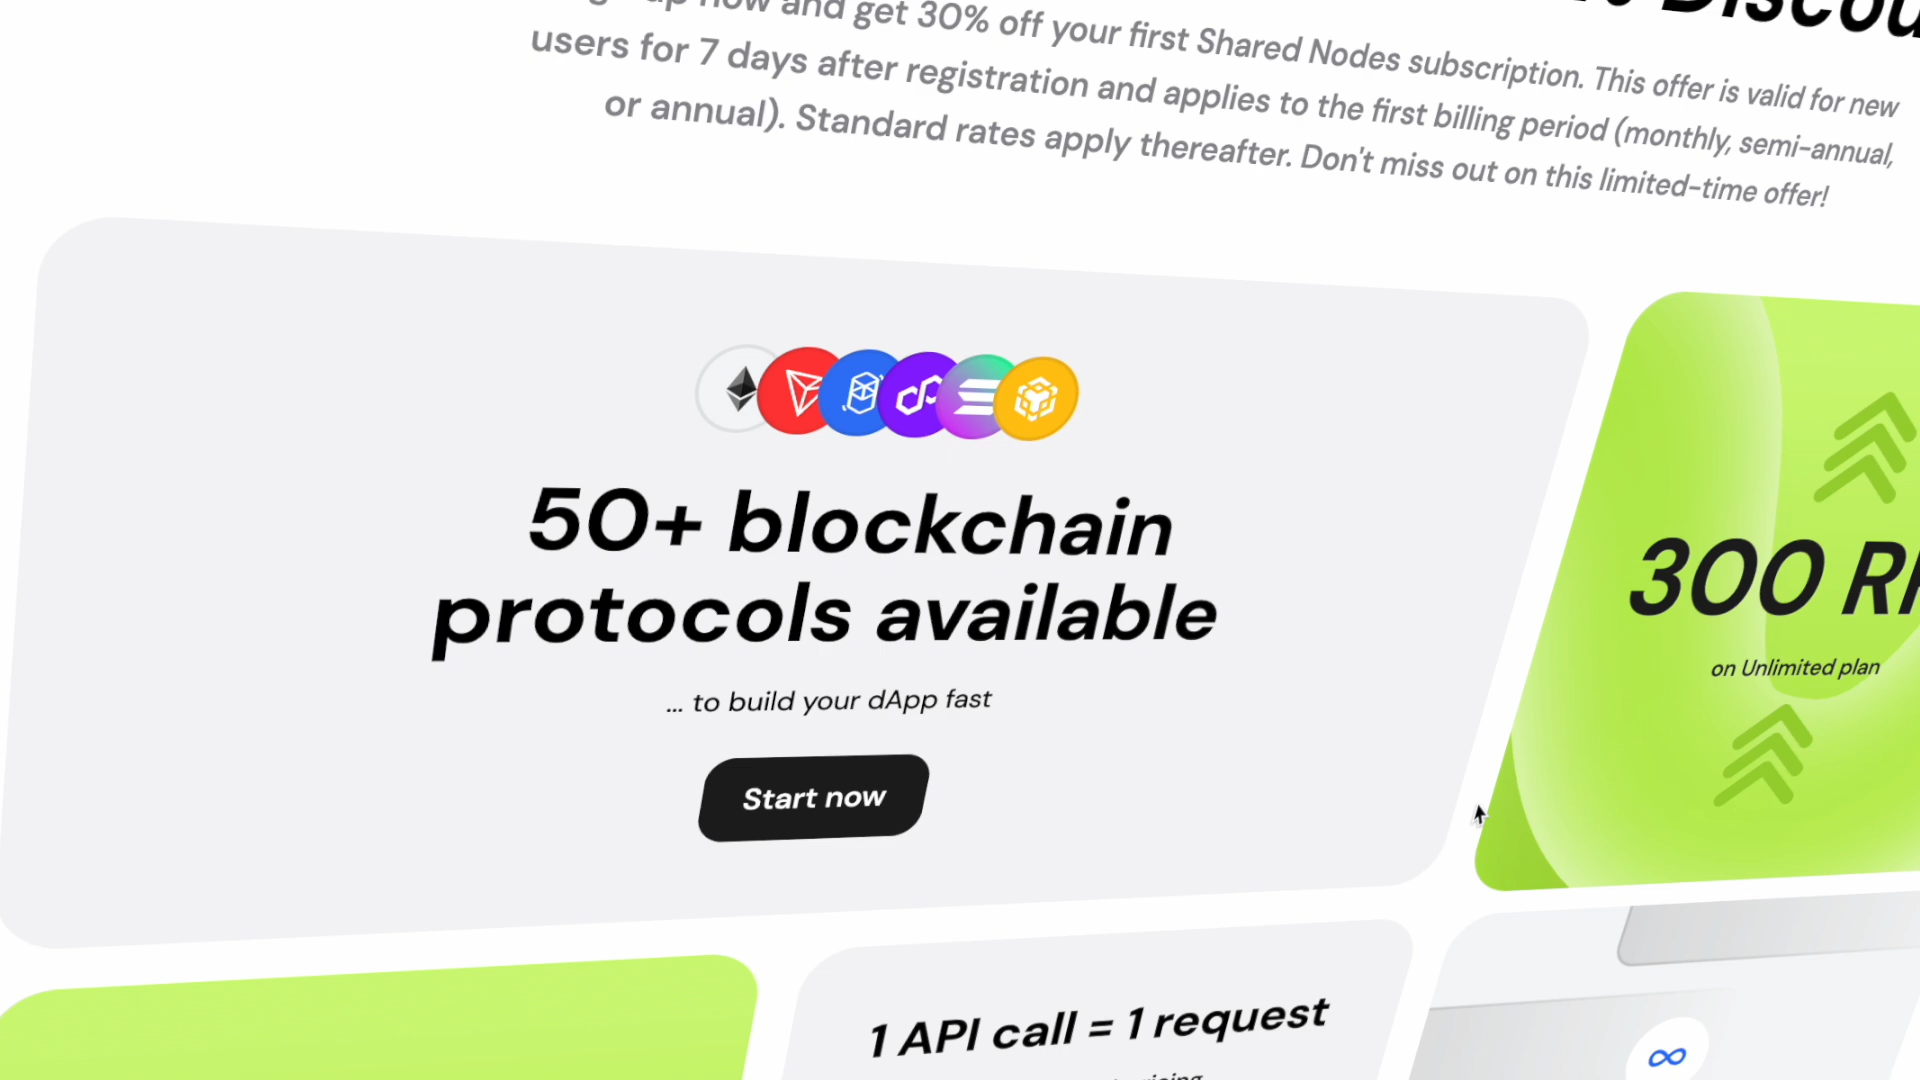 Discou
now and get 30% off your first Shared Nodes subscription. This offer is valid for new
users for 7 days after registration and applies to the first billing period (monthly, semi-annual,
or annual). Standard rates apply thereafter. Don't miss out on this limited-time offer!
50+ blockchain
protocols available
... to build your dApp fast
Start now
300
on Unlimited plan
1 API call = 1 request